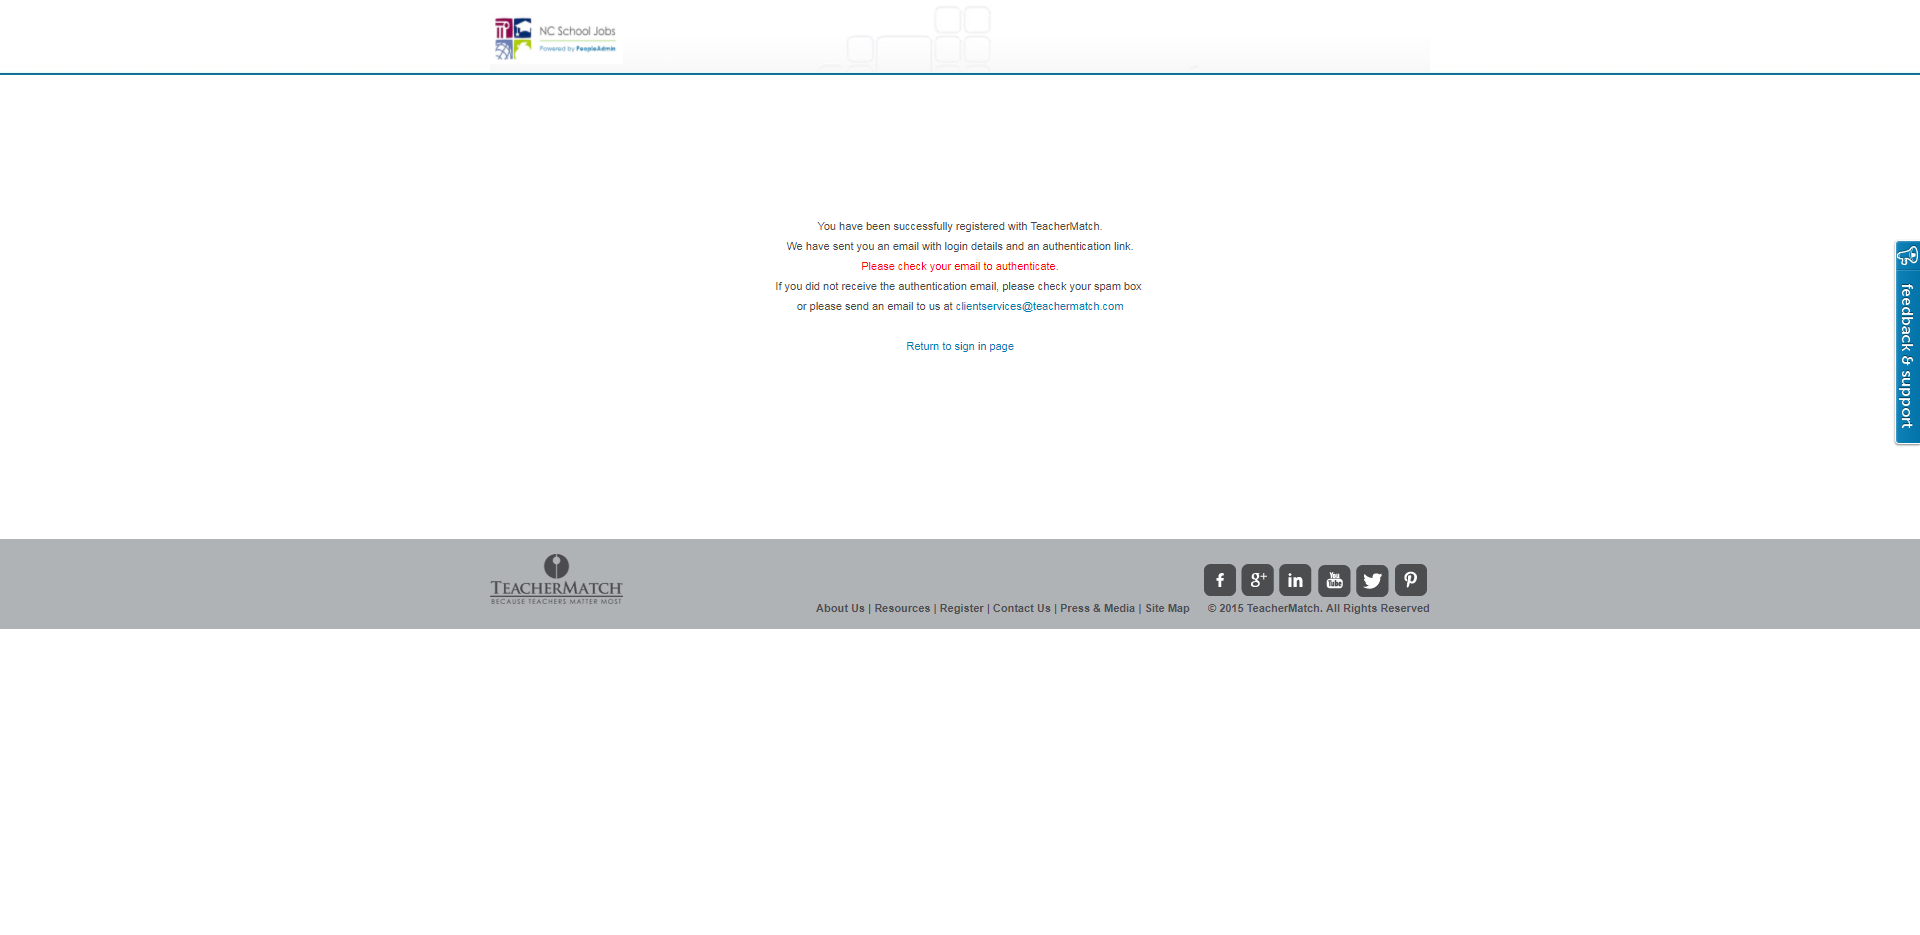 NC School Jobs
Powered by PeopleAdmin
You have been successfully registered with TeacherMatch.
We have sent you an email with login details and an authentication link.
Please check your email to authenticate.
If you did not receive the authentication email, please check your spam box
or please send an email to us at clientservices@teachermatch.com
Return to sign in page
feedback & support
TEACHERMATCH
BECAUSE TEACHERS MATTER MOST
f g+ in You Tube
About Us | Resources | Register | Contact Us | Press & Media | Site Map © 2015 TeacherMatch. All Rights Reserved